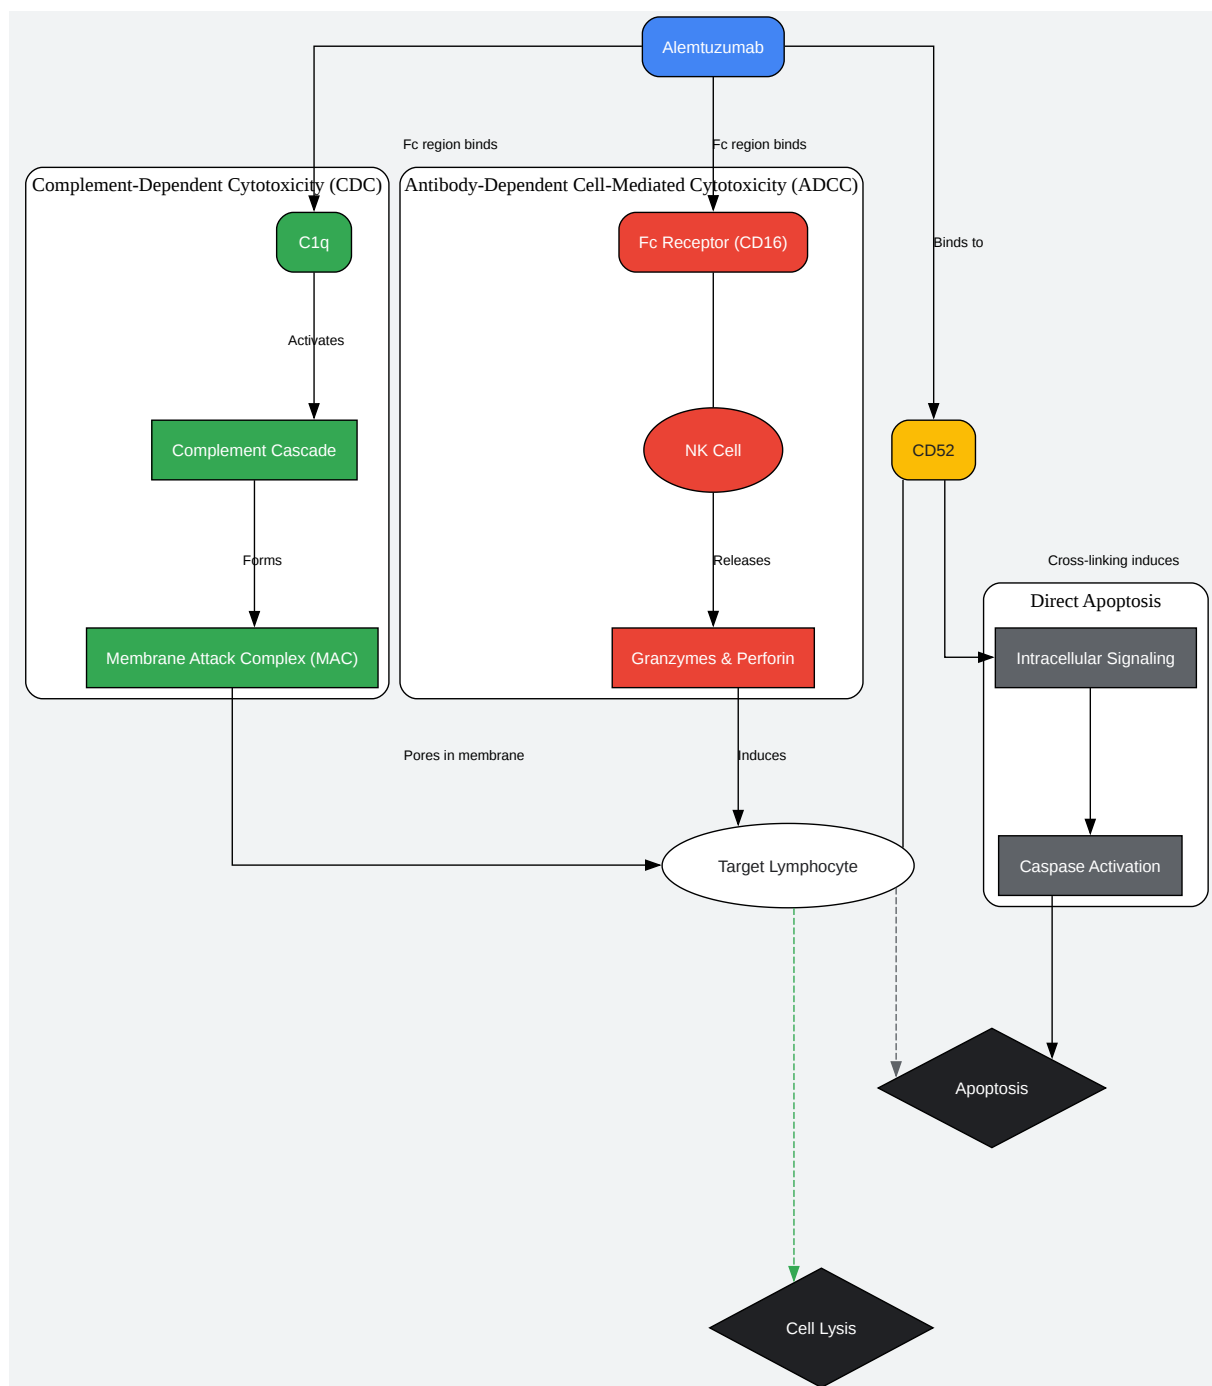 Alemtuzumab
Fc region binds
Fc region binds
Complement-Dependent Cytotoxicity (CDC)
Antibody-Dependent Cell-Mediated Cytotoxicity (ADCC)
C1q
Fc Receptor (CD16)
Binds to
Activates
Complement Cascade
NK Cell
CD52
Forms
Releases
Cross-linking induces
Direct Apoptosis
Membrane Attack Complex (MAC)
Granzymes & Perforin
Intracellular Signaling
Pores in membrane
Induces
Target Lymphocyte
Caspase Activation
Apoptosis
Cell Lysis